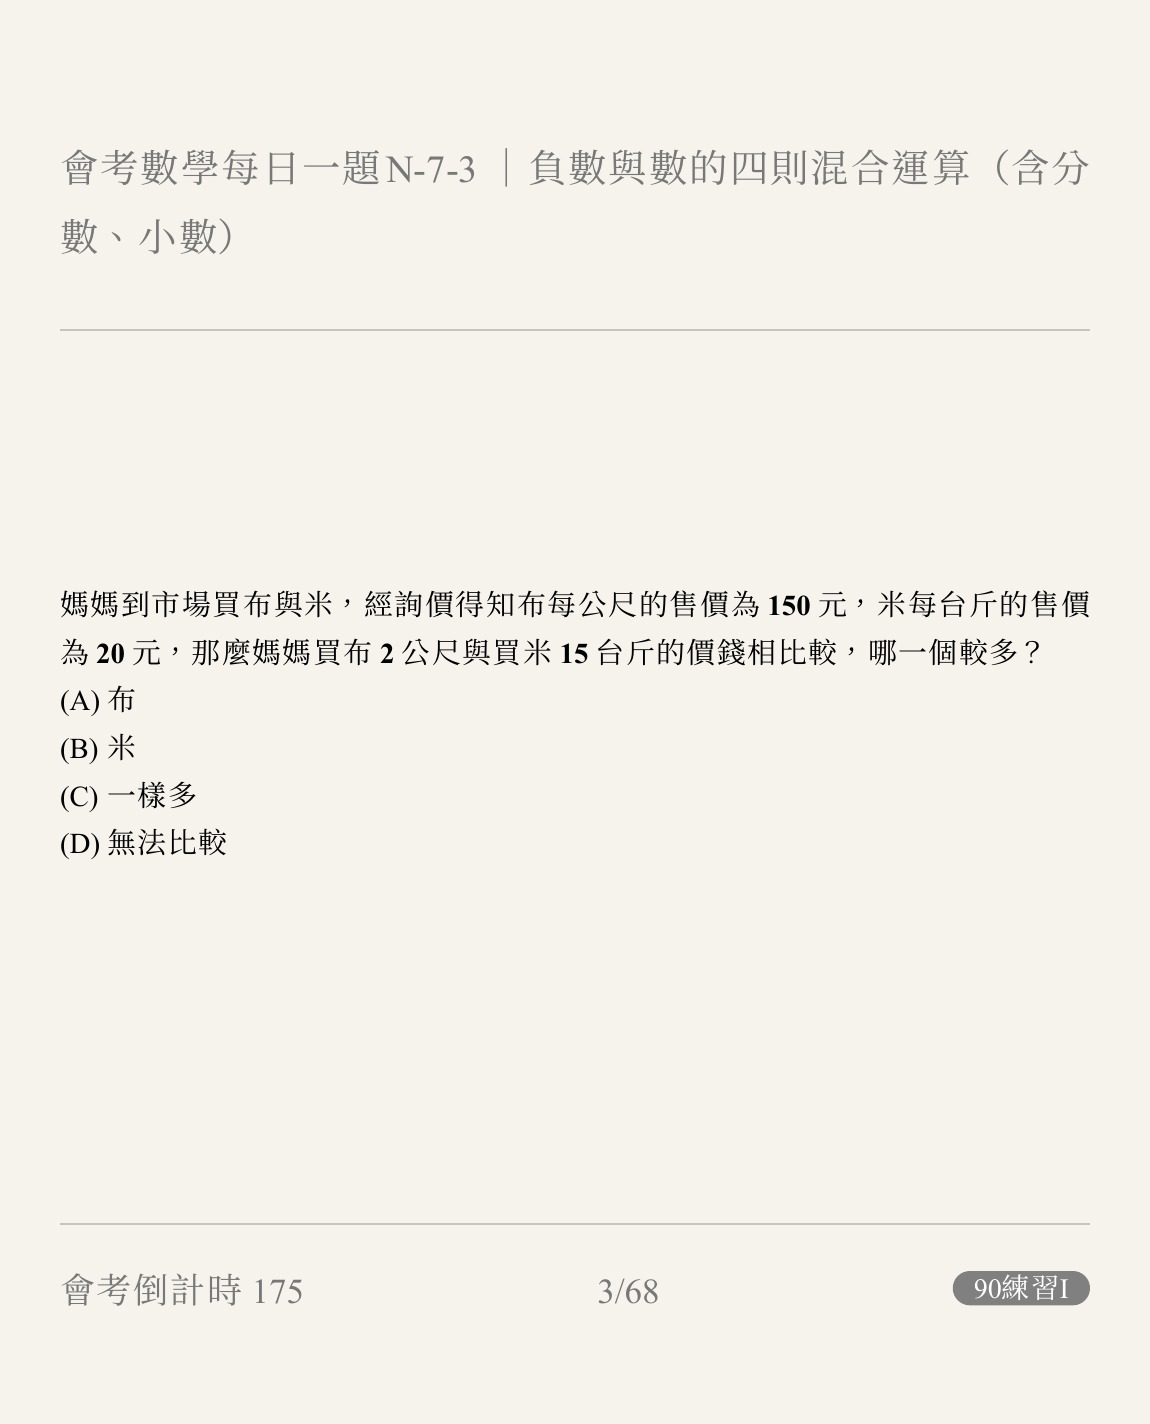 會考數學每日一題N-7-3 ｜負數與數的四則混合運算（含分
數、小數）
媽媽到市場買布與米，經詢價得知布每公尺的售價為 150 元，米每台斤的售價
為 20 元，那麼媽媽買布 2 公尺與買米 15 台斤的價錢相比較，哪一個較多？
(A) 布
(B) 米
(C) 一樣多
(D) 無法比較
會考倒計時 175
3/68
90練習I